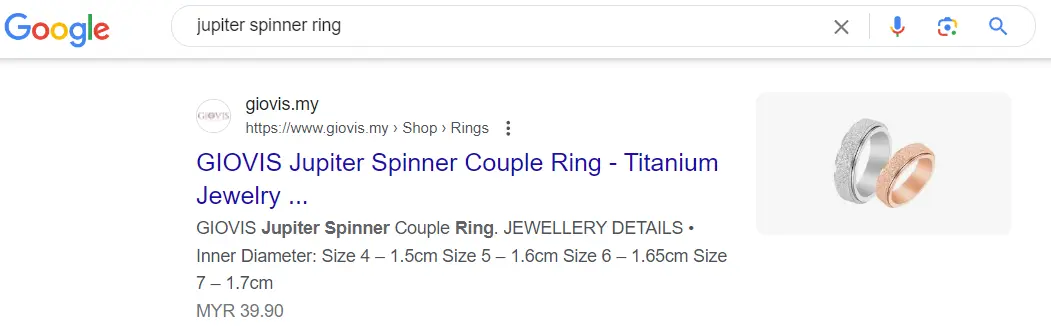 Google
jupiter spinner ring
giovis.my
GIOVIS
https://www.giovis.my › Shop › Rings
GIOVIS Jupiter Spinner Couple Ring - Titanium
Jewelry ...
GIOVIS Jupiter Spinner Couple Ring. JEWELLERY DETAILS •
Inner Diameter: Size 4 – 1.5cm Size 5 – 1.6cm Size 6 – 1.65cm Size
7 – 1.7cm
MYR 39.90